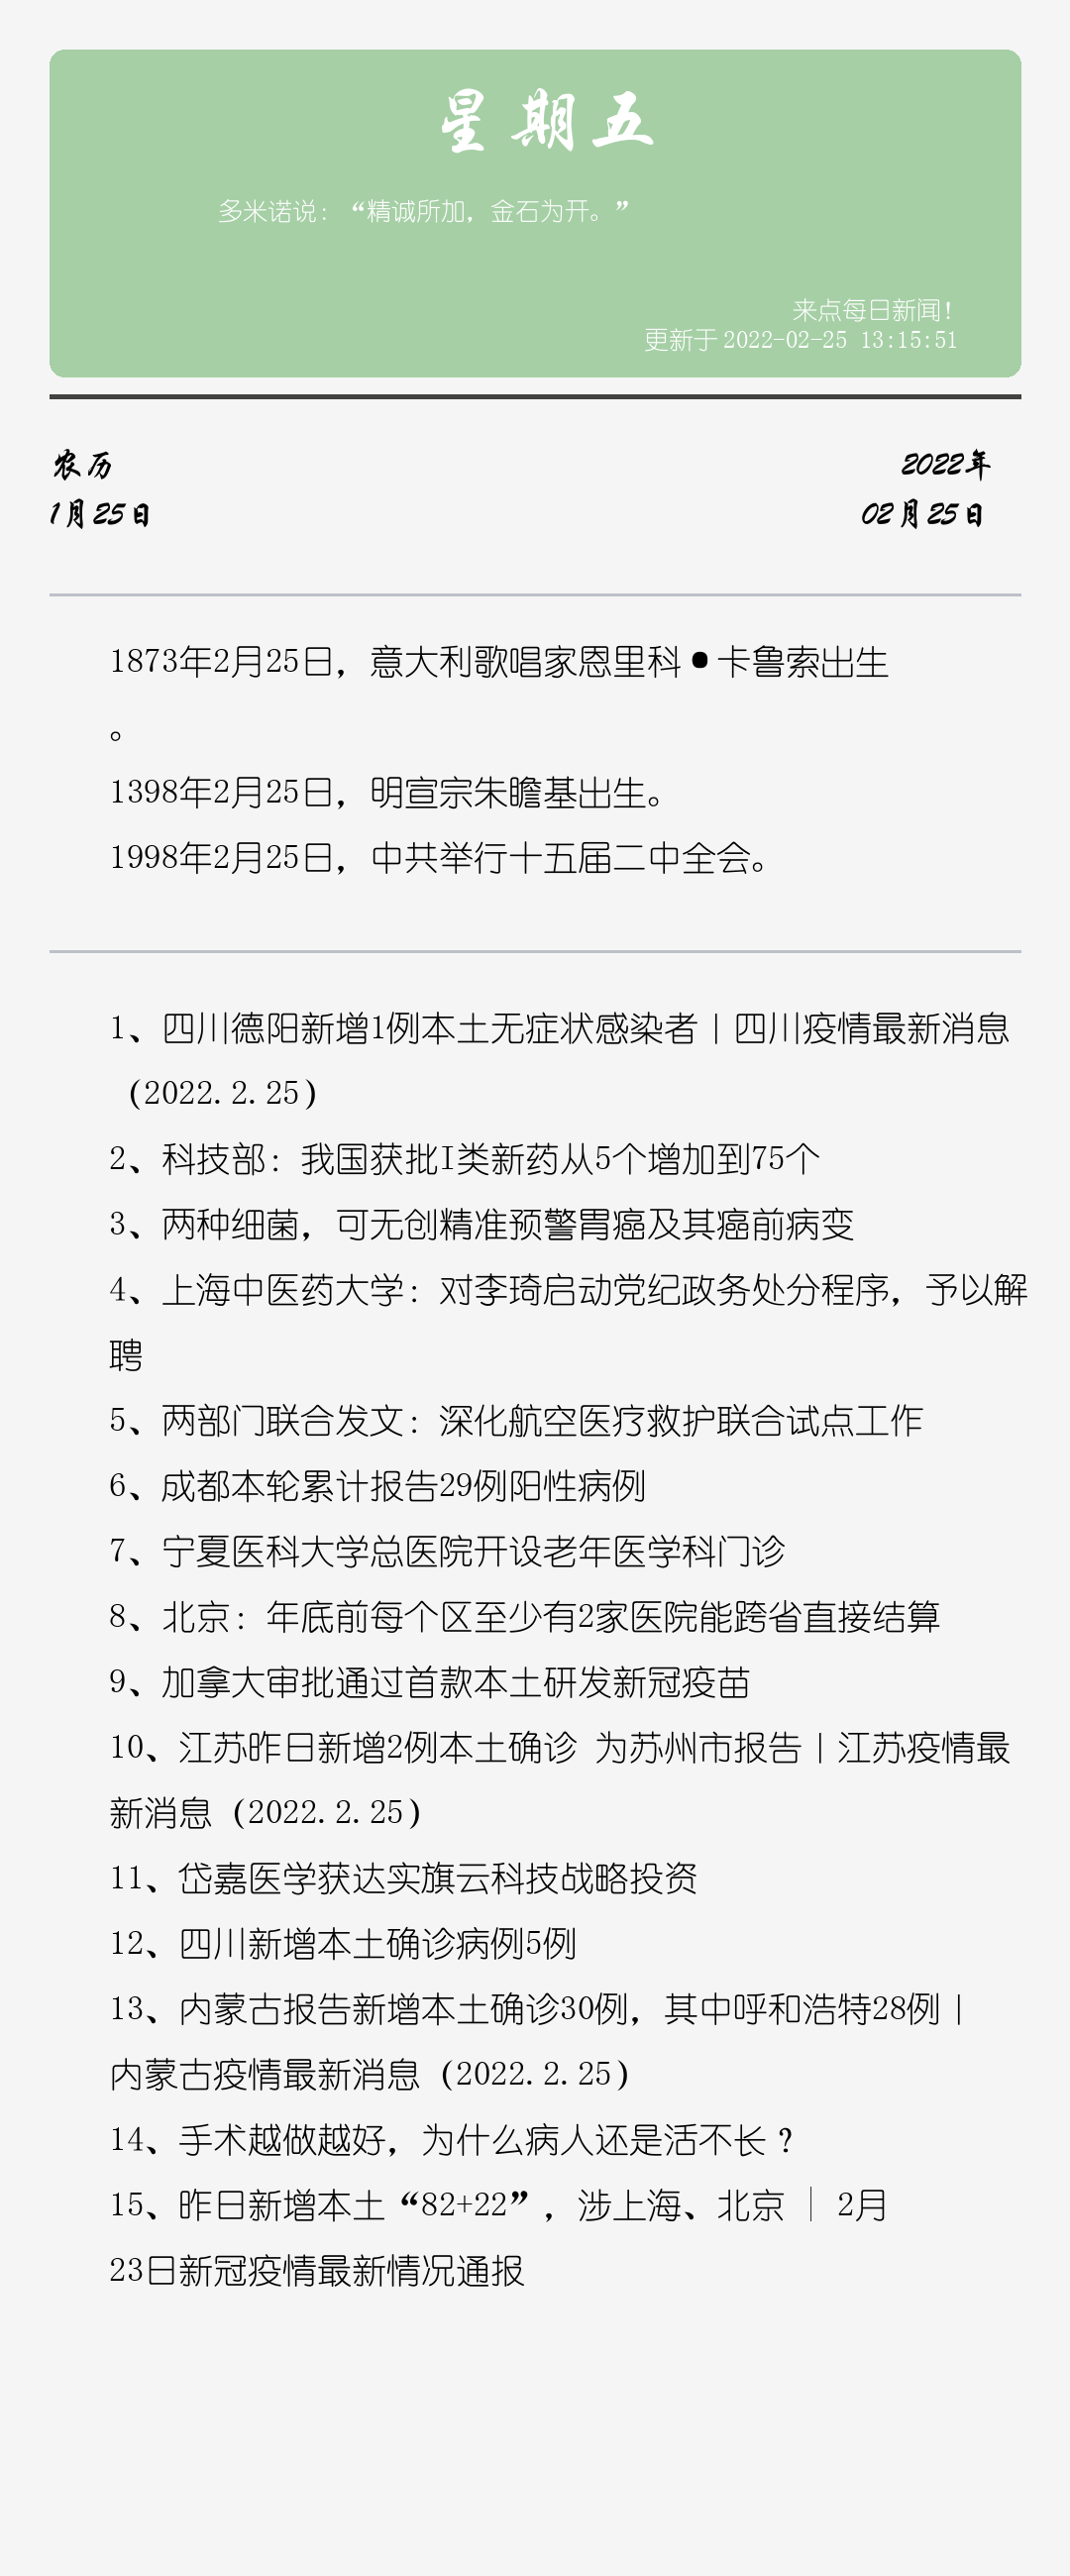 星期五
多米诺说：“精诚所加，金石为开。”
来点每日新闻！
更新于 2022-02-25 13:15:51
农历
2022年
1月25日
02月25日
1873年2月25日，意大利歌唱家恩里科•卡鲁索出生
。
1398年2月25日，明宣宗朱瞻基出生。
1998年2月25日，中共举行十五届二中全会。
1、四川德阳新增1例本土无症状感染者丨四川疫情最新消息
（2022.2.25）
2、科技部：我国获批I类新药从5个增加到75个
3、两种细菌，可无创精准预警胃癌及其癌前病变
4、上海中医药大学：对李琦启动党纪政务处分程序，予以解
聘
5、两部门联合发文：深化航空医疗救护联合试点工作
6、成都本轮累计报告29例阳性病例
7、宁夏医科大学总医院开设老年医学科门诊
8、北京：年底前每个区至少有2家医院能跨省直接结算
9、加拿大审批通过首款本土研发新冠疫苗
10、江苏昨日新增2例本土确诊 为苏州市报告丨江苏疫情最
新消息（2022.2.25）
11、岱嘉医学获达实旗云科技战略投资
12、四川新增本土确诊病例5例
13、内蒙古报告新增本土确诊30例，其中呼和浩特28例丨
内蒙古疫情最新消息（2022.2.25）
14、手术越做越好，为什么病人还是活不长？
15、昨日新增本土“82+22”，涉上海、北京 │ 2月
23日新冠疫情最新情况通报